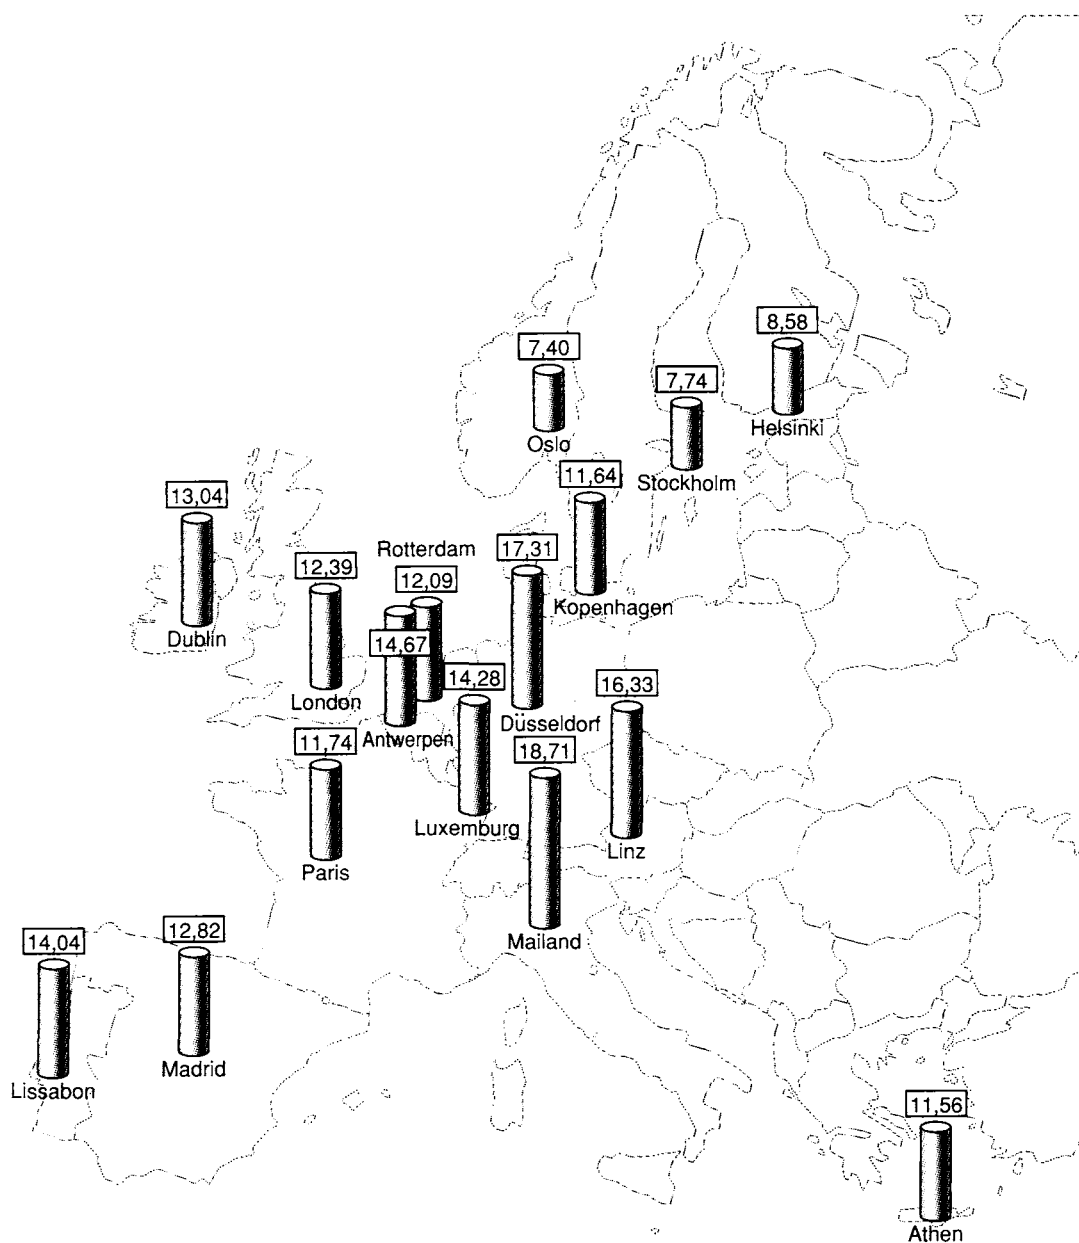 8,58
7,40
7,74
Helsinki
Oslo
11,64
Stockholm
13,04
Rotterdam
17,31
12,39
12,09
Kopenhagen
Dublin
14,67
14,28
16,33
London
Antwerpen
Düsseldorf
11,74
18,71
Luxemburg
Linz
Paris
12,82
14,04
Mailand
Madrid
Lissabon
11,56
Athen